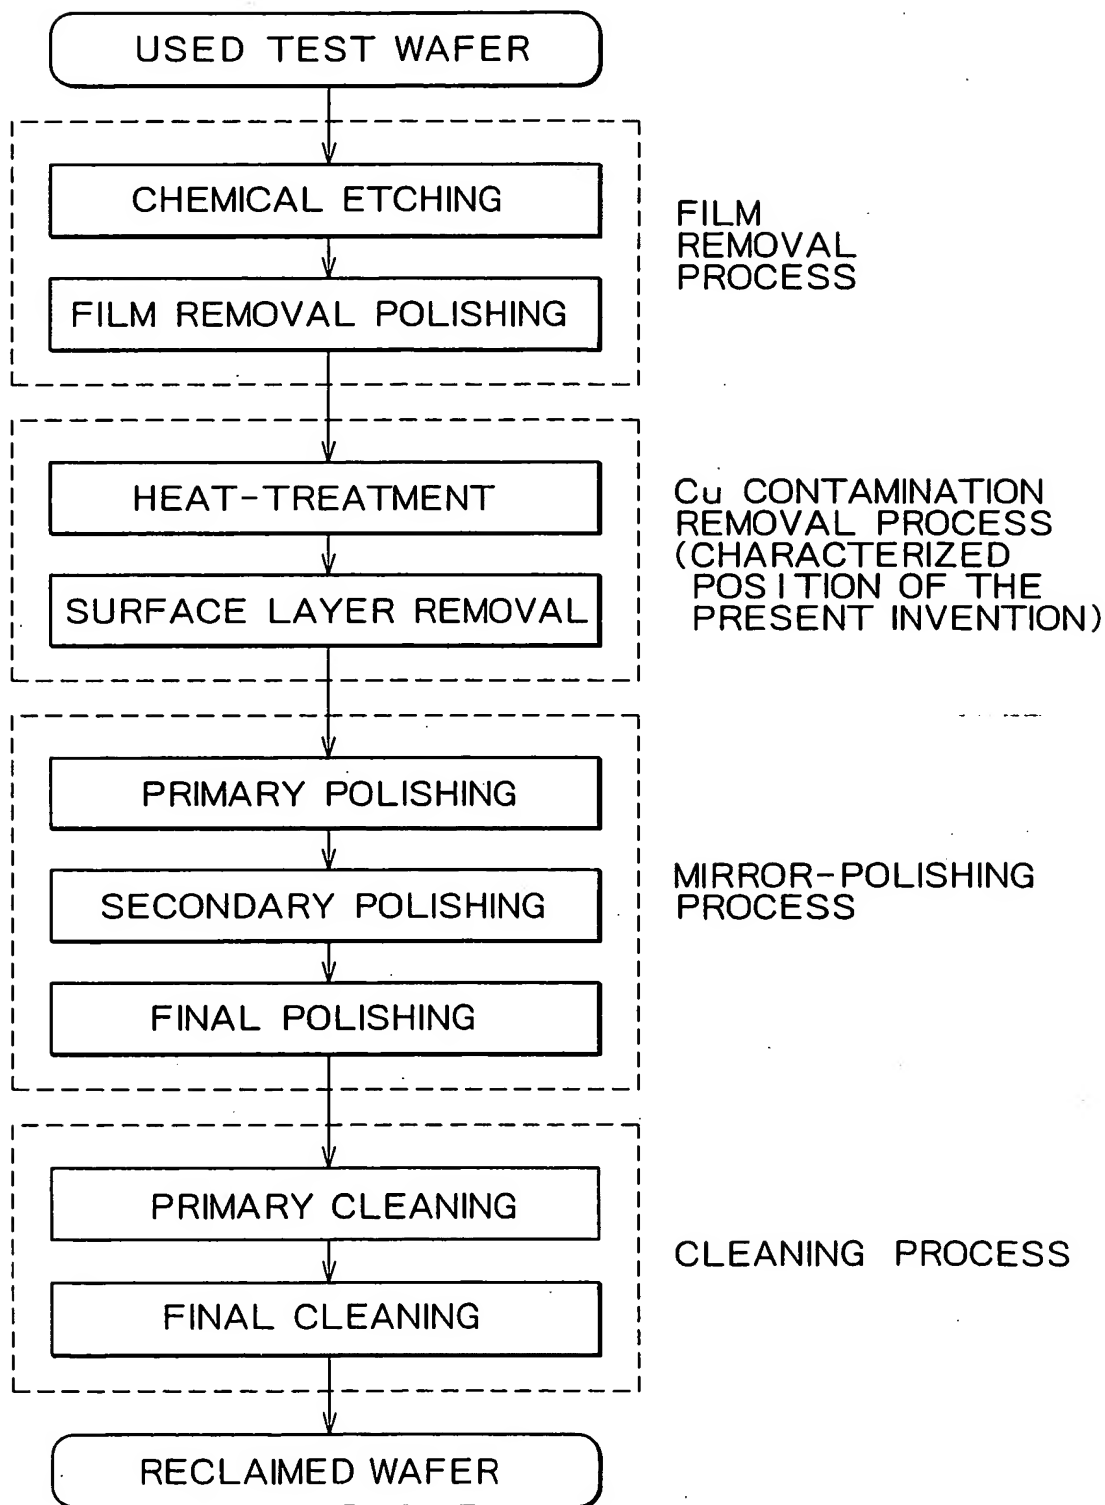 USED TEST WAFER
CHEMICAL ETCHING
FILM REMOVAL POLISHING
FILM
REMOVAL
PROCESS
HEAT-TREATMENT
SURFACE LAYER REMOVAL
Cu CONTAMINATION
REMOVAL PROCESS
(CHARACTERIZED
POSITION OF THE
PRESENT INVENTION)
PRIMARY POLISHING
SECONDARY POLISHING
FINAL POLISHING
MIRROR-POLISHING
PROCESS
PRIMARY CLEANING
FINAL CLEANING
CLEANING PROCESS
RECLAIMED WAFER